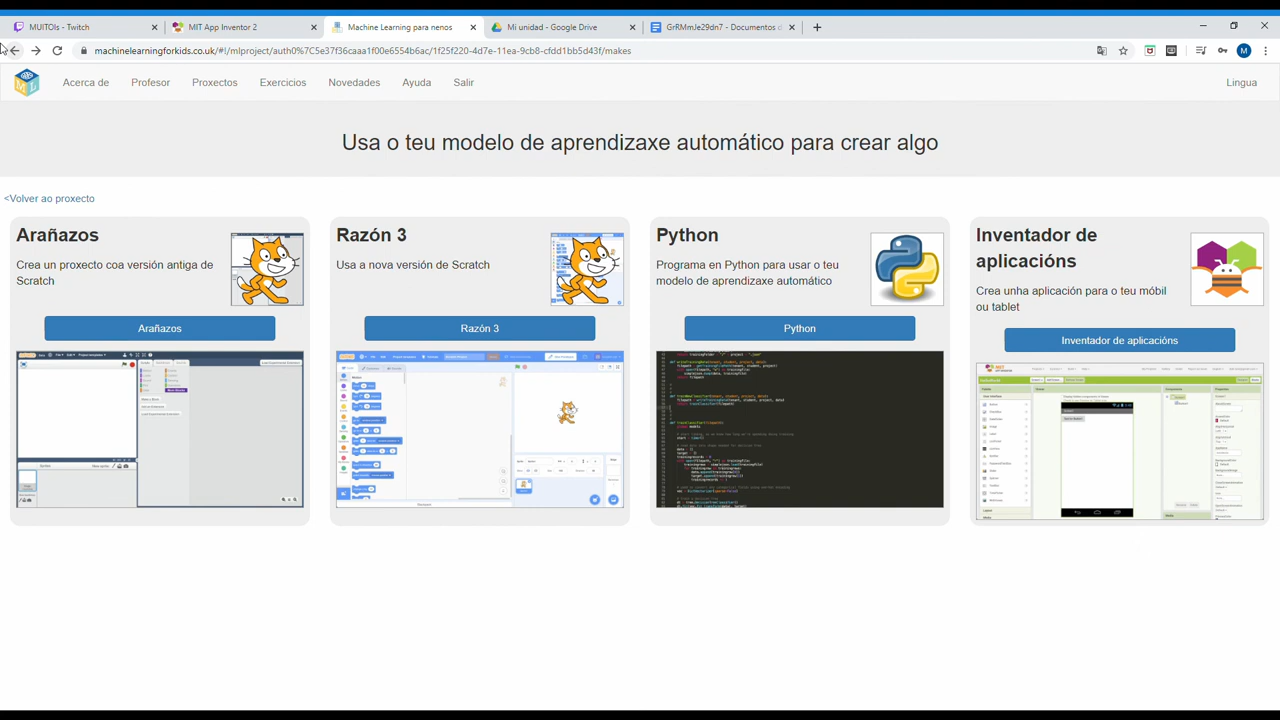 MUITOIs - Twitch
MIT App Inventor 2
Machine Learning para nenos
Mi unidad - Google Drive
GrRMmJe29dn7 - Documentos d
machinelearningforkids.co.uk/#!/mlproject/auth0%7C5e37f36caaa1f00e6554b6ac/1f25f220-4d7e-11ea-9cb8-cfdd1bb5d43f/makes
M
Acerca de
Profesor
Proxectos
Exercicios
Novedades
Ayuda
Salir
Lingua
Usa o teu modelo de aprendizaxe automático para crear algo
<Volver ao proxecto
Arañazos
Crea un proxecto coa versión antiga de
Scratch
Arañazos
Razón 3
Usa a nova versión de Scratch
Razón 3
Python
Programa en Python para usar o teu
modelo de aprendizaxe automático
Python
Inventador de
aplicacións
Crea unha aplicación para o teu móbil
ou tablet
Inventador de aplicacións